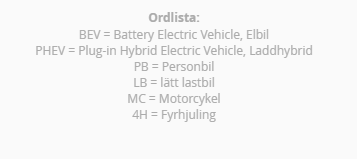 Ordlista:
BEV = Battery Electric Vehicle, Elbil
PHEV = Plug-in Hybrid Electric Vehicle, Laddhybrid
PB = Personbil
LB = lätt lastbil
MC = Motorcykel
4H = Fyrhjuling